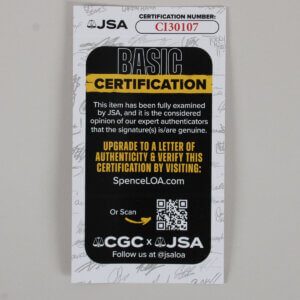 JSA
CERTIFICATION NUMBER:
CI30107
BASIC
CERTIFICATION
This item has been fully examined
by JSA, and it is the considered
opinion of our expert authenticators
that the signature(s) is/are genuine.
UPGRADE TO A LETTER OF
AUTHENTICITY & VERIFY THIS
CERTIFICATION BY VISITING:
SpenceLOA.com
Or Scan
CGC x JSA
Follow us at @jsaloa